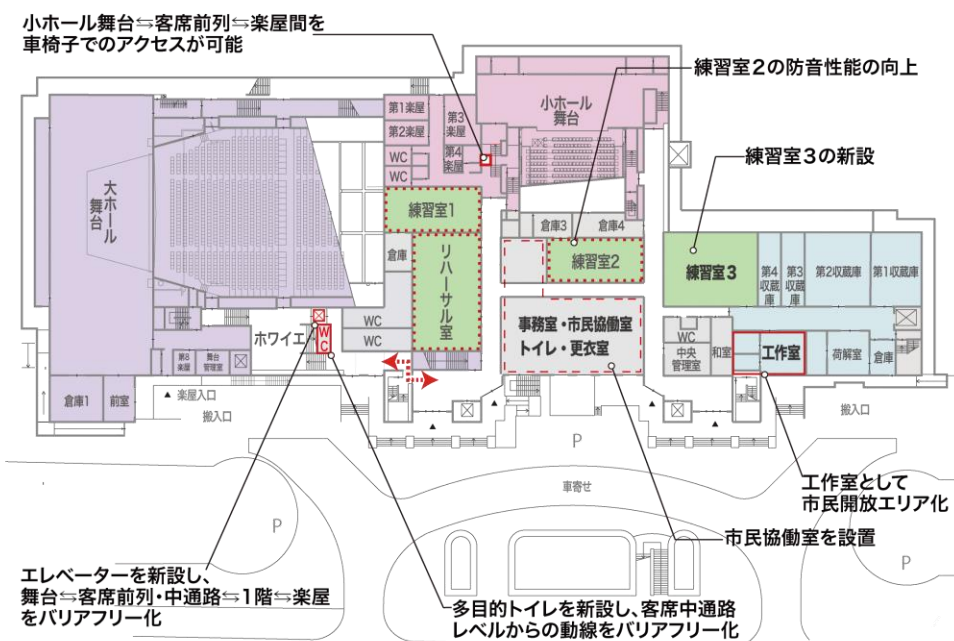 小ホール舞台⇆客席前列⇆楽屋間を
車椅子でのアクセスが可能
練習室2の防音性能の向上
練習室3の新設
第1楽屋
第2楽屋
WC
WC
第3楽屋
第4楽屋
小ホール
舞台
大ホール
舞台
練習室1
倉庫
リハーサル室
倉庫3
倉庫4
練習室2
練習室3
第4収蔵庫
第3収蔵庫
第2収蔵庫
第1収蔵庫
ホワイエ
WC
WC
WC
事務室・市民協働室
トイレ・更衣室
WC
中央
管理室
和室
工作室
荷解室
倉庫
第8
楽屋
舞台
管理室
倉庫1
前室
▲ 楽屋入口
搬入口
搬入口
P
車寄せ
P
P
工作室として
市民開放エリア化
市民協働室を設置
エレベーターを新設し、
舞台⇆客席前列・中通路⇆1階⇆楽屋
をバリアフリー化
多目的トイレを新設し、客席中通路
レベルからの動線をバリアフリー化